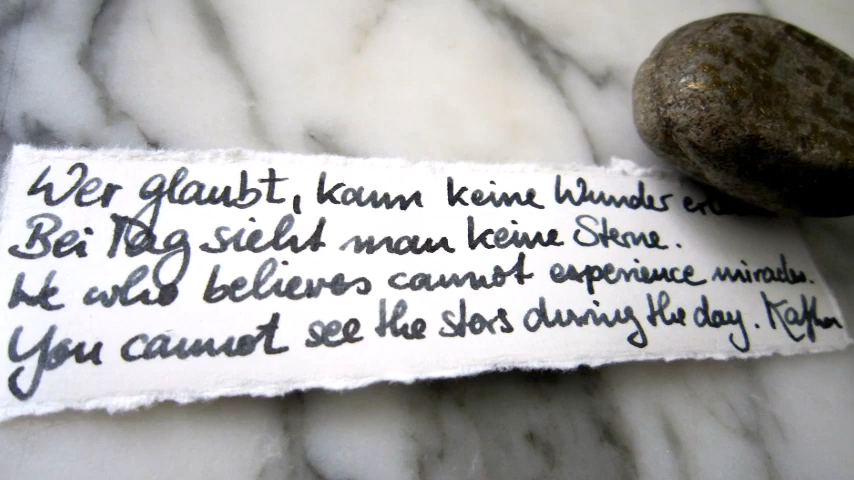 Wer glaubt, kann keine Wunder
Bei Tag sieht man keine Sterne.
He who believes cannot experience miracles.
You cannot see the stars during the day. Kafka